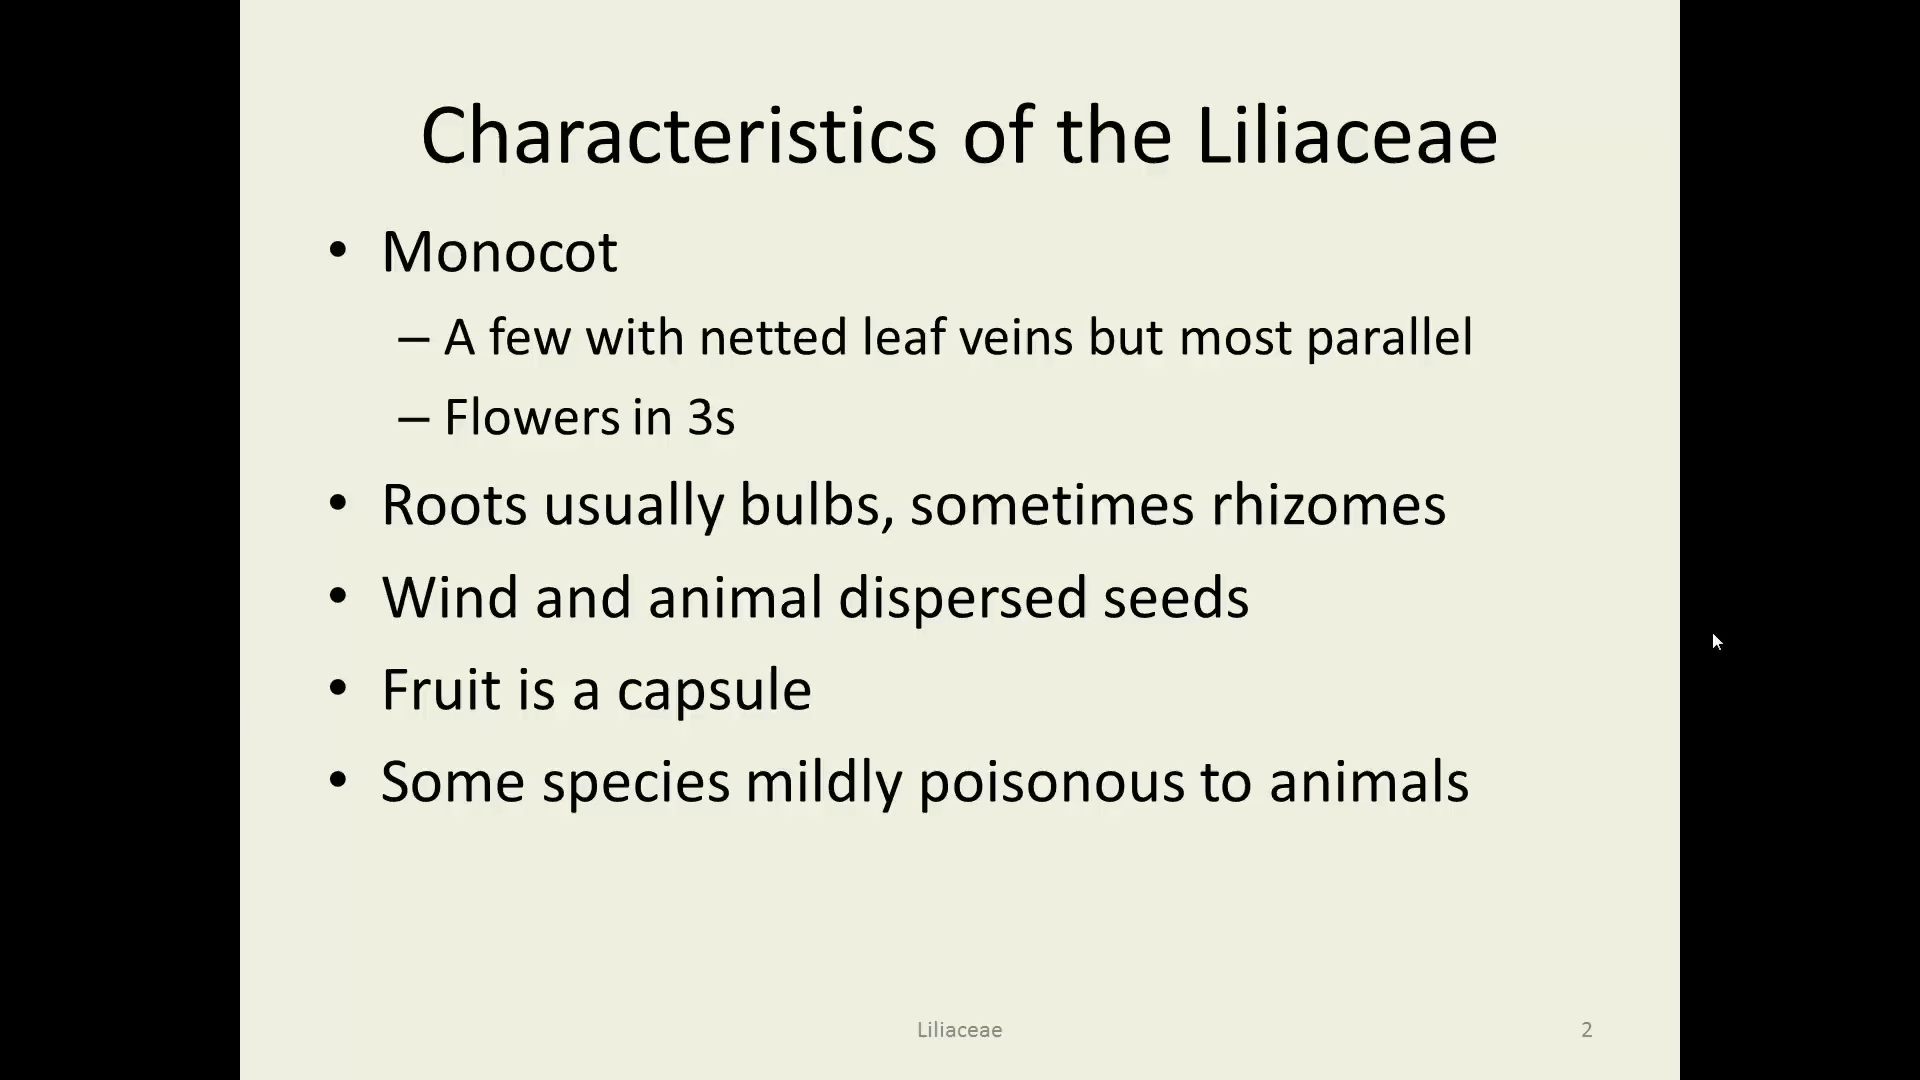 Characteristics of the Liliaceae
• Monocot
– A few with netted leaf veins but most parallel
– Flowers in 3s
• Roots usually bulbs, sometimes rhizomes
• Wind and animal dispersed seeds
• Fruit is a capsule
• Some species mildly poisonous to animals
Liliaceae
2